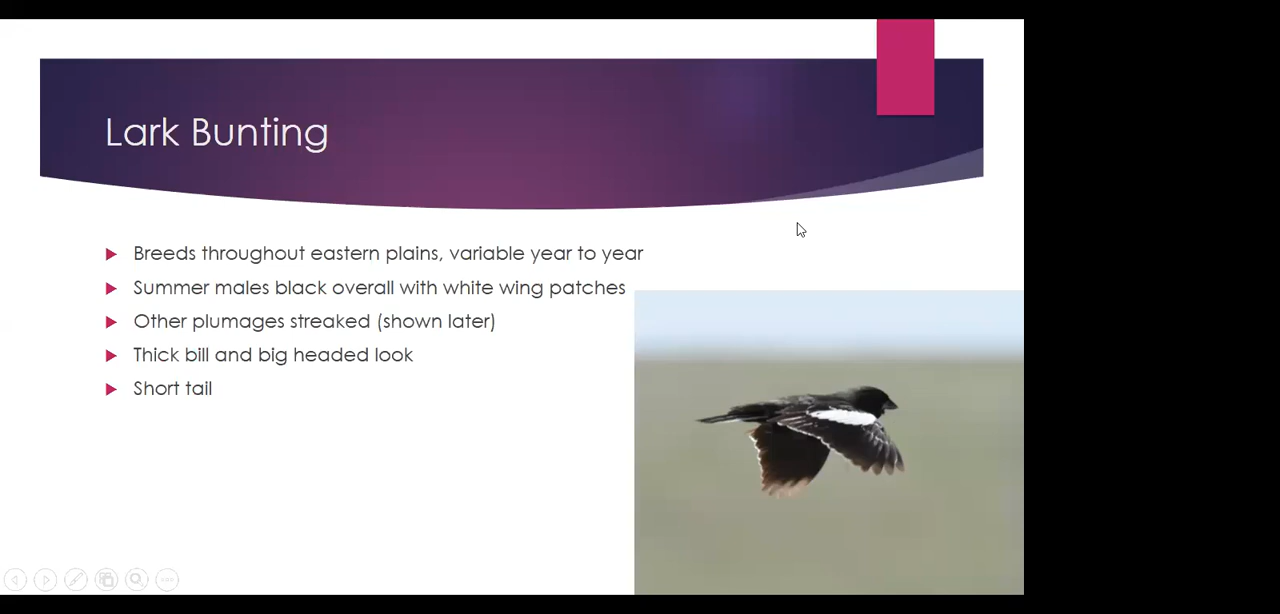 Lark Bunting
Breeds throughout eastern plains, variable year to year
Summer males black overall with white wing patches
Other plumages streaked (shown later)
Thick bill and big headed look
Short tail